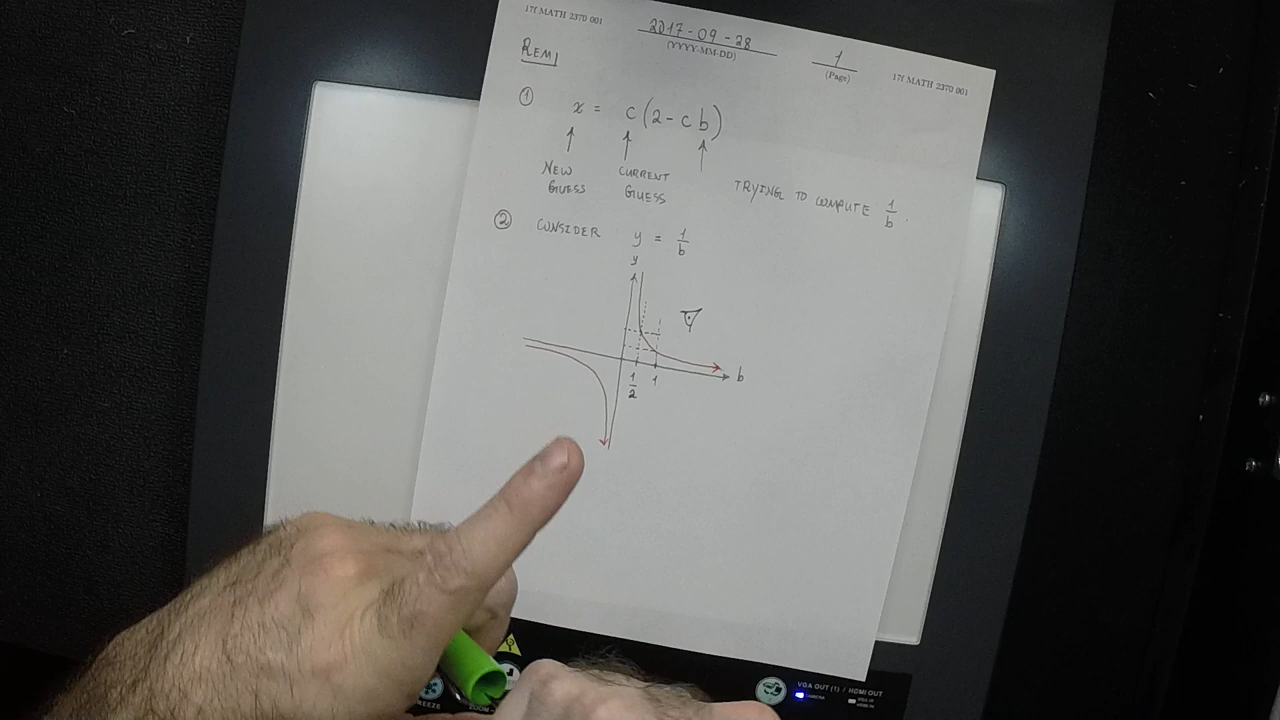 17f MATH 2370 001
2017-09-28
(YYYY-MM-DD)
1
(Page)
17f MATH 2370 001
REM
① x = c(2-cb)
NEW GUESS
CURRENT GUESS
TRYING TO COMPUTE 1/b.
② CONSIDER y = 1/b
y
b
1/2
1
VGA OUT (1) / HDMI OUT